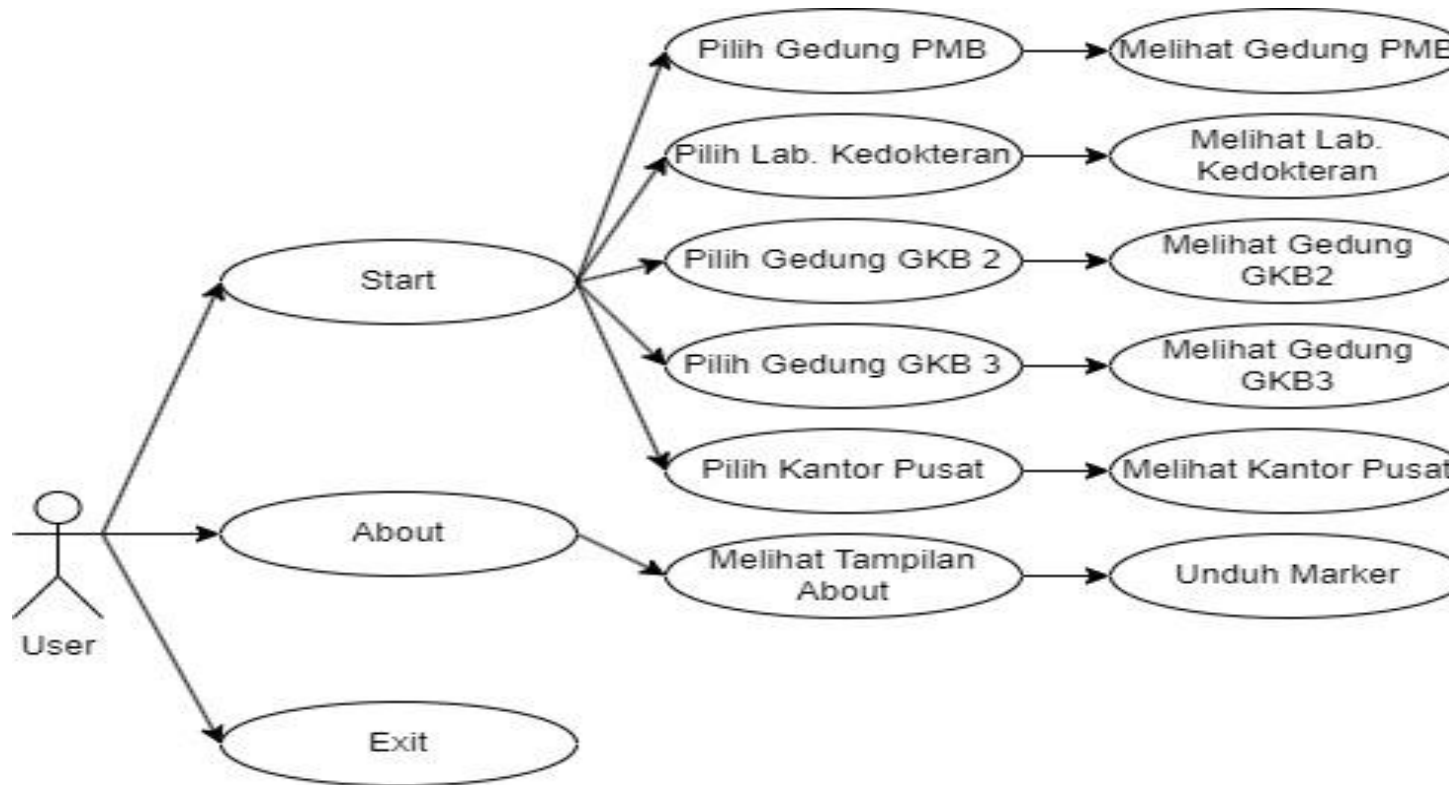 Pilih Gedung PMB
Melihat Gedung PMB
Pilih Lab. Kedokteran
Melihat Lab.
Kedokteran
Start
Pilih Gedung GKB 2
Melihat Gedung
GKB2
Pilih Gedung GKB 3
Melihat Gedung
GKB3
Pilih Kantor Pusat
Melihat Kantor Pusat
About
Melihat Tampilan
About
Unduh Marker
User
Exit